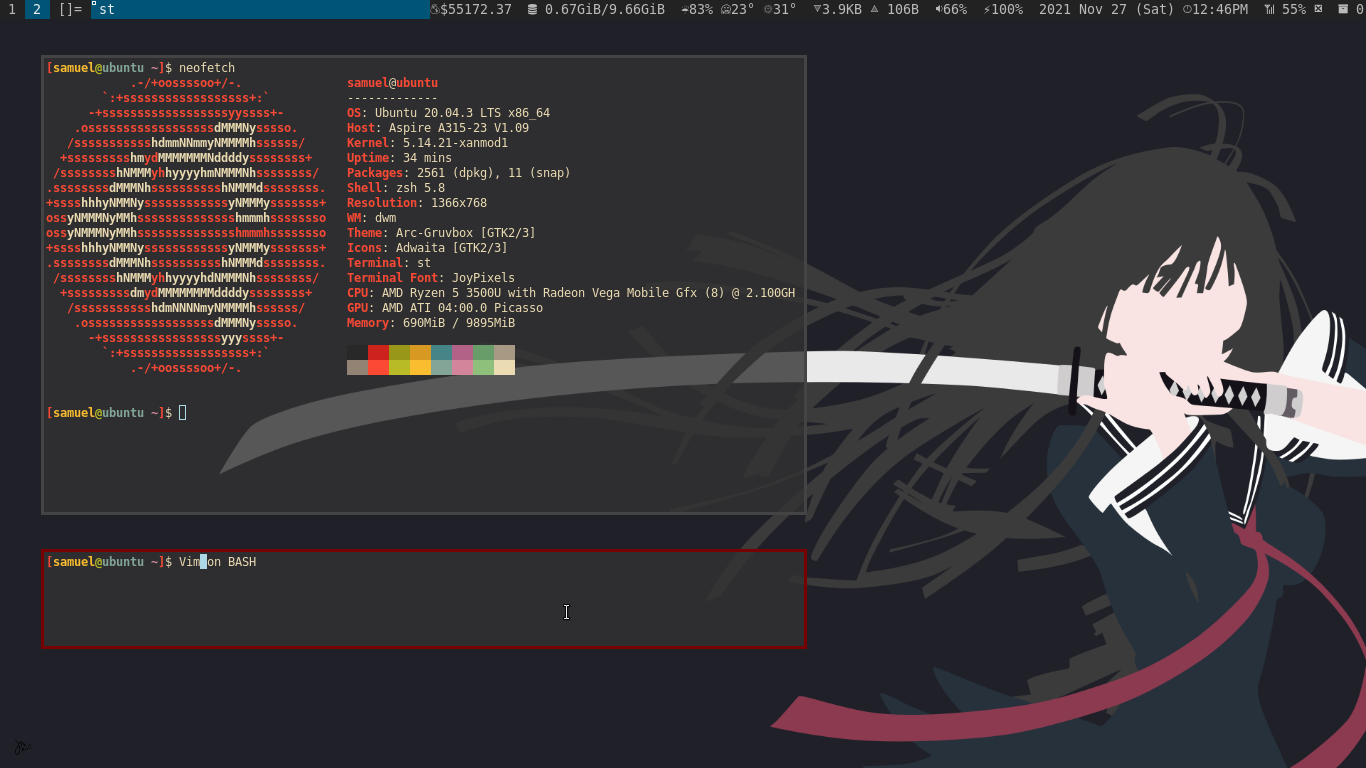 1 2 []= st $55172.37 0.67GiB/9.66GiB 83% 23° 31° ▿3.9KB ▵ 106B 66% ⚡100% 2021 Nov 27 (Sat) 12:46PM 55% 0
[samuel@ubuntu ~]$ neofetch
.-/+oossssoo+/-. samuel@ubuntu
`:+ssssssssssssssssss+:` -------------
-+ssssssssssssssssssyyssss+- OS: Ubuntu 20.04.3 LTS x86_64
.ossssssssssssssssssdMMMNysssso. Host: Aspire A315-23 V1.09
/ssssssssssshdmmNNmmyNMMMMhssssss/ Kernel: 5.14.21-xanmod1
+ssssssssshmydMMMMMMMNddddyssssssss+ Uptime: 34 mins
/sssssssshNMMMyhhyyyyhmNMMMNhssssssss/ Packages: 2561 (dpkg), 11 (snap)
.ssssssssdMMMNhsssssssssshNMMMdssssssss. Shell: zsh 5.8
+sssshhhyNMMNyssssssssssssyNMMMysssssss+ Resolution: 1366x768
ossyNMMMNyMMhsssssssssssssshmmmhssssssso WM: dwm
ossyNMMMNyMMhsssssssssssssshmmmhssssssso Theme: Arc-Gruvbox [GTK2/3]
+sssshhhyNMMNyssssssssssssyNMMMysssssss+ Icons: Adwaita [GTK2/3]
.ssssssssdMMMNhsssssssssshNMMMdssssssss. Terminal: st
/sssssssshNMMMyhhyyyyhdNMMMNhssssssss/ Terminal Font: JoyPixels
+sssssssssdmydMMMMMMMMddddyssssssss+ CPU: AMD Ryzen 5 3500U with Radeon Vega Mobile Gfx (8) @ 2.100GH
/ssssssssssshdmNNNNmyNMMMMhssssss/ GPU: AMD ATI 04:00.0 Picasso
.ossssssssssssssssssdMMMNysssso. Memory: 690MiB / 9895MiB
-+sssssssssssssssssyyyssss+-
`:+ssssssssssssssssss+:`
.-/+oossssoo+/-.
[samuel@ubuntu ~]$
[samuel@ubuntu ~]$ Vim on BASH